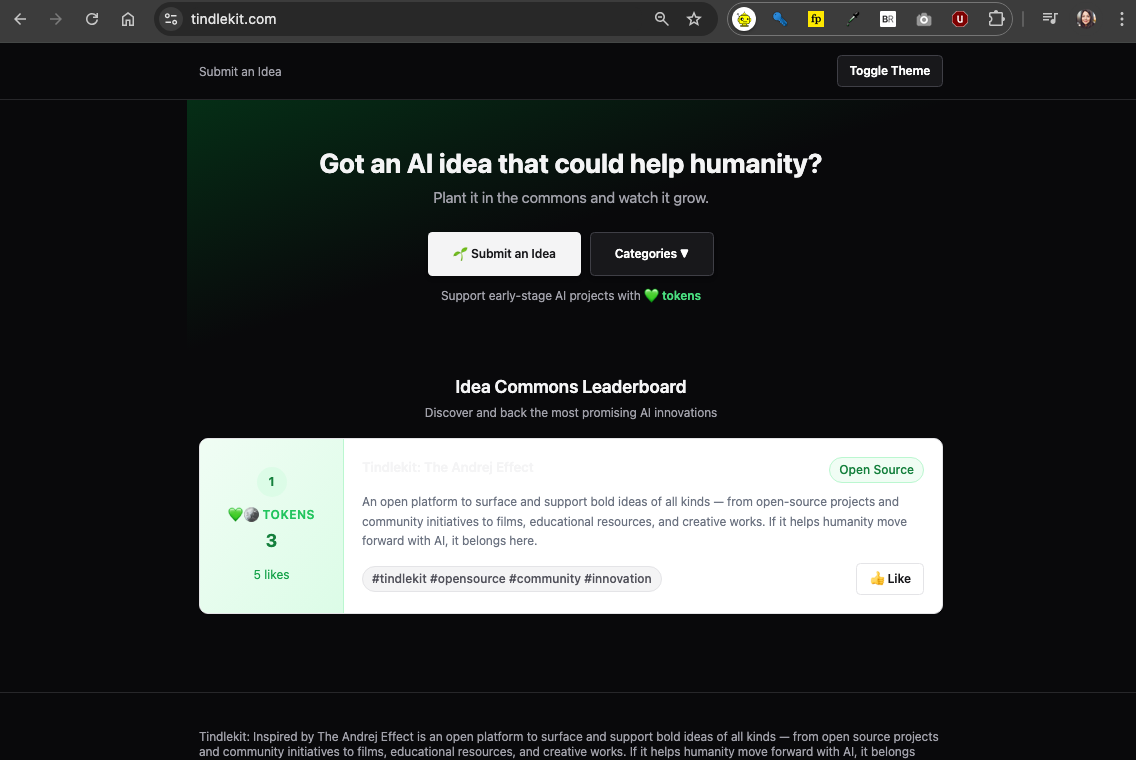 tindlekit.com
fp
BR
U
Submit an Idea
Toggle Theme
Got an AI idea that could help humanity?
Plant it in the commons and watch it grow.
🌱 Submit an Idea
Categories ▼
Support early-stage AI projects with 💚 tokens
Idea Commons Leaderboard
Discover and back the most promising AI innovations
1
💚🌑 TOKENS
3
5 likes
Tindlekit: The Andrej Effect
Open Source
An open platform to surface and support bold ideas of all kinds — from open-source projects and
community initiatives to films, educational resources, and creative works. If it helps humanity move
forward with AI, it belongs here.
#tindlekit #opensource #community #innovation
👍 Like
Tindlekit: Inspired by The Andrej Effect is an open platform to surface and support bold ideas of all kinds — from open source projects
and community initiatives to films, educational resources, and creative works. If it helps humanity move forward with AI, it belongs